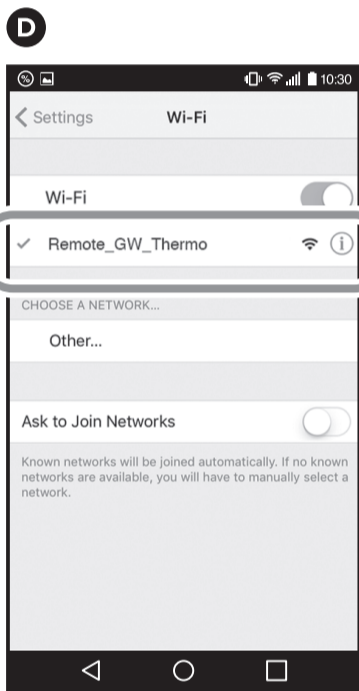 D
10:30
Settings Wi-Fi
Wi-Fi
Remote_GW_Thermo
CHOOSE A NETWORK...
Other...
Ask to Join Networks
Known networks will be joined automatically. If no known
networks are available, you will have to manually select a
network.